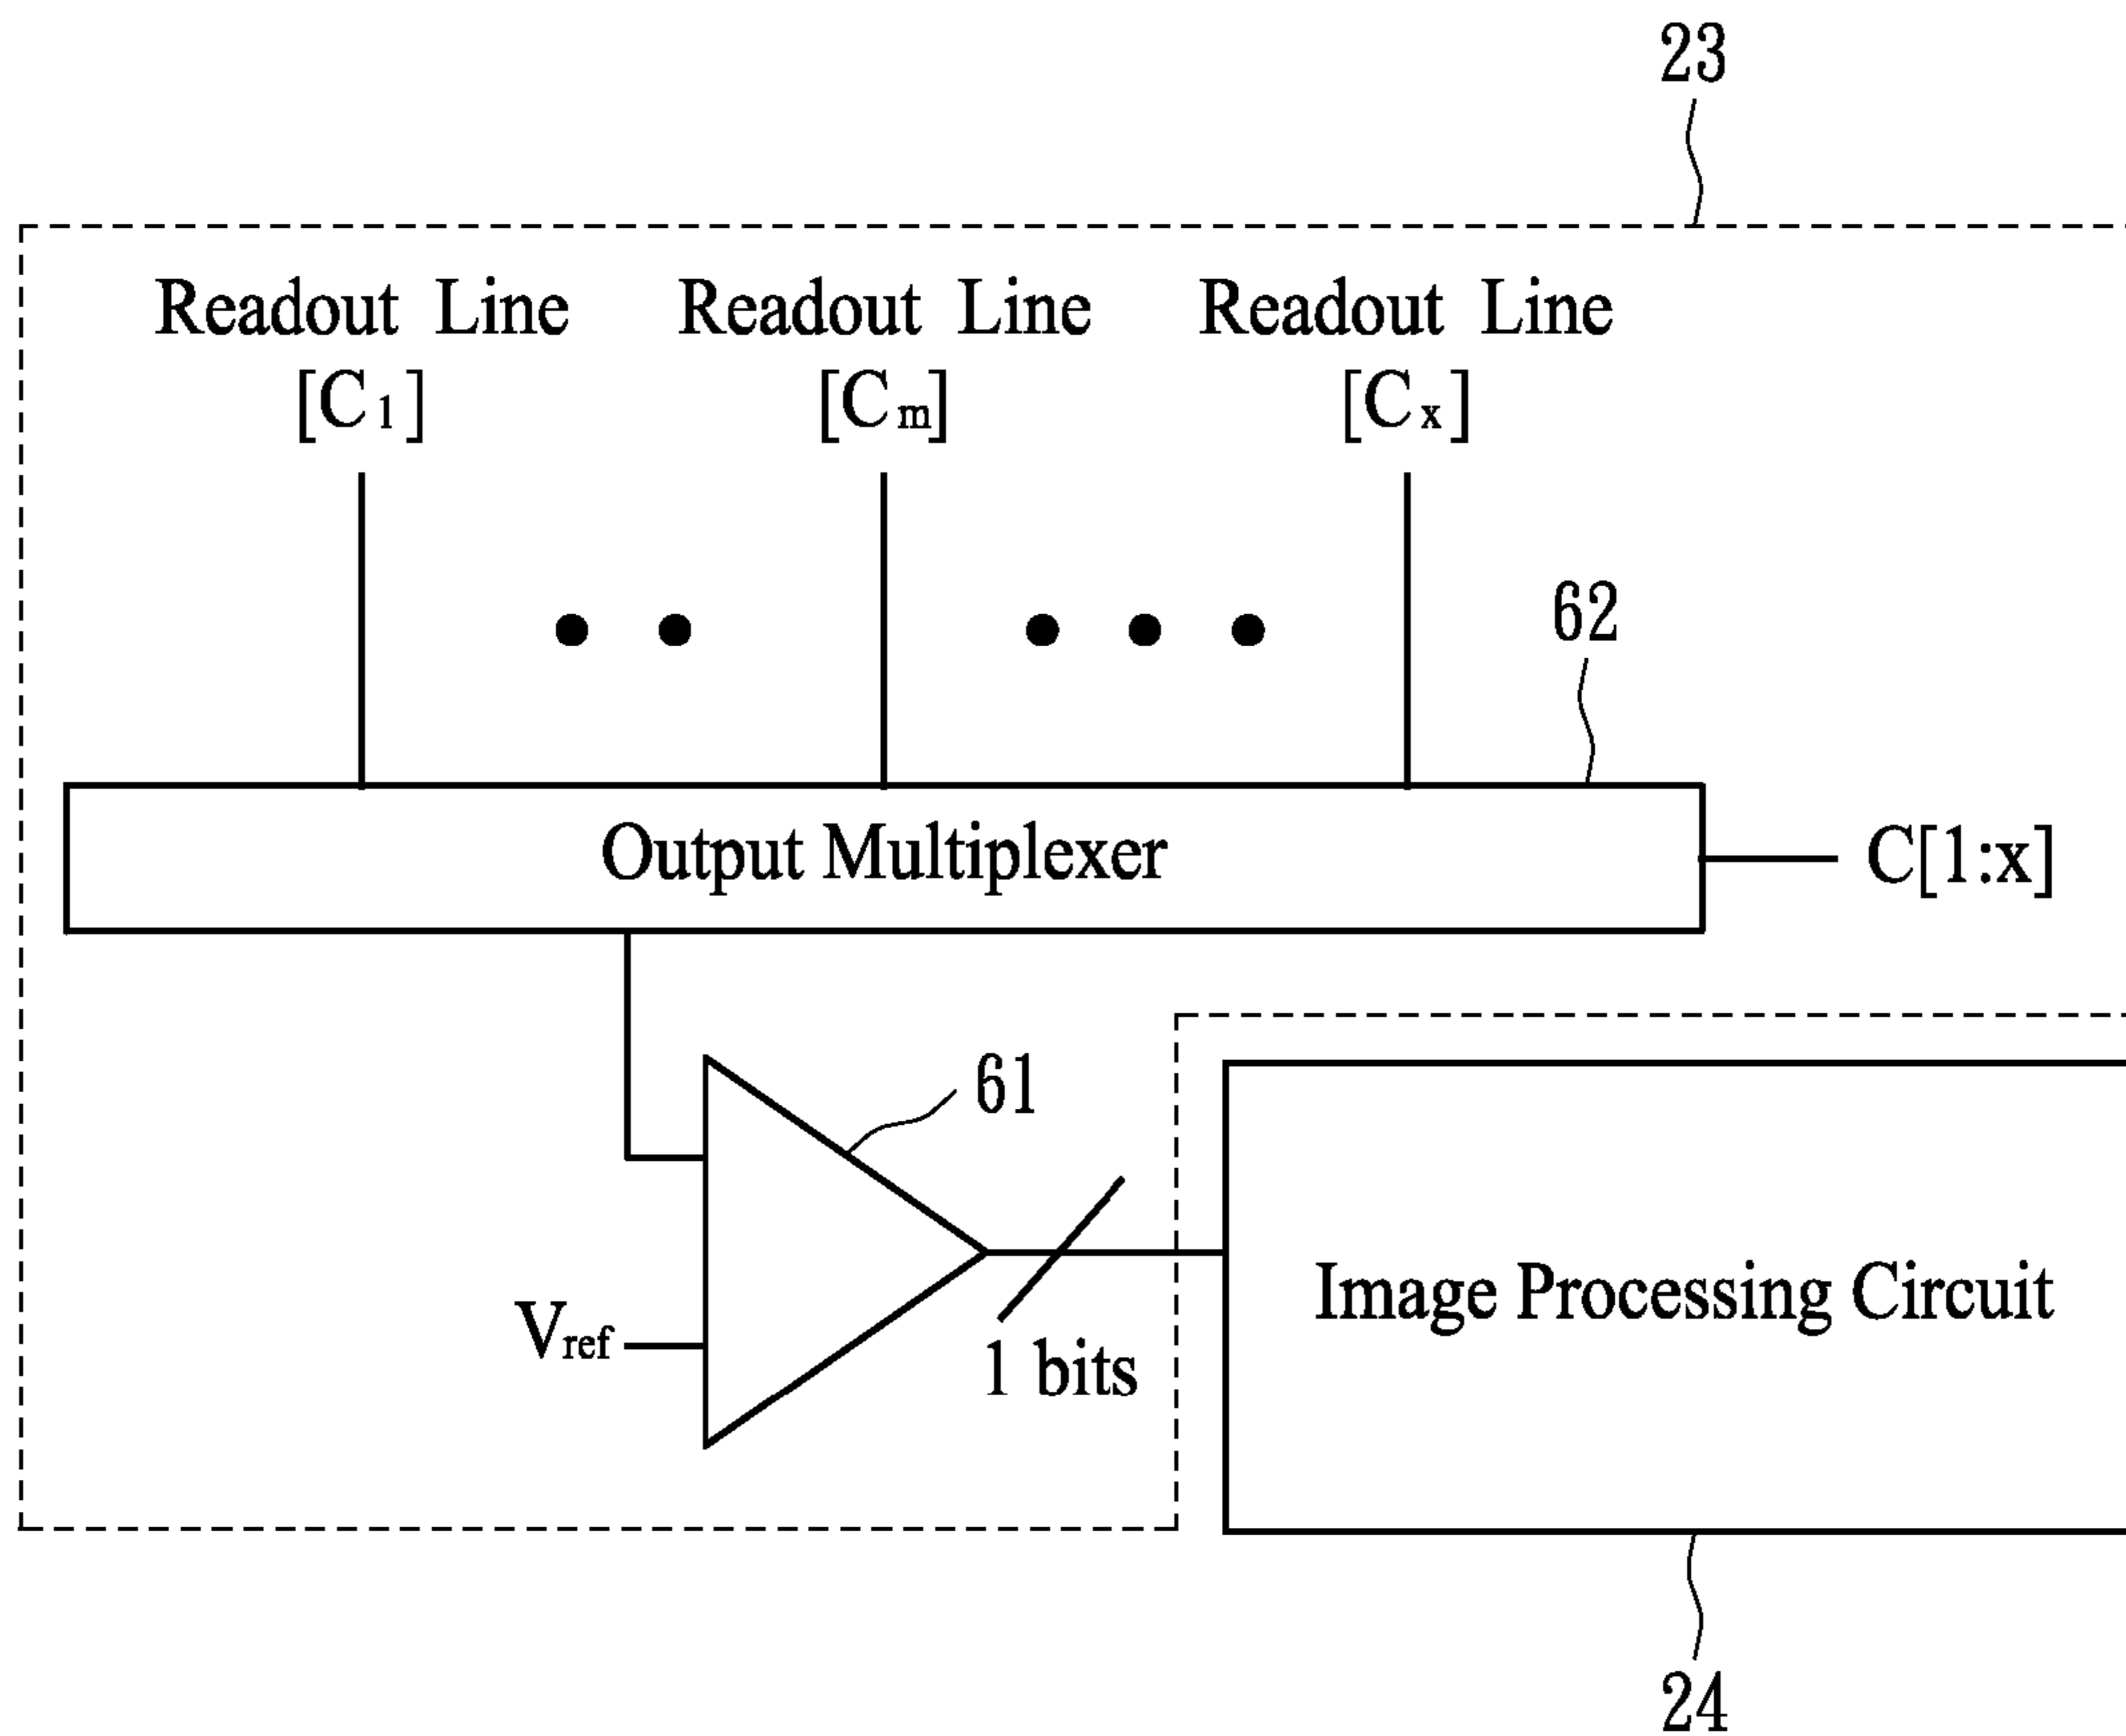 23
Readout Line Readout Line Readout Line
[C1] [Cm] [Cx]
62
Output Multiplexer C[1:x]
61
Image Processing Circuit
Vref
1 bits
24